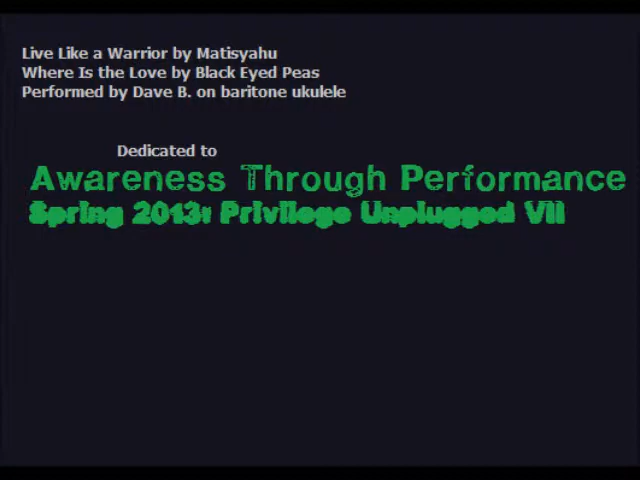 Live Like a Warrior by Matisyahu
Where Is the Love by Black Eyed Peas
Performed by Dave B. on baritone ukulele
Dedicated to
Awareness Through Performance
Spring 2013: Privilege Unplugged VII